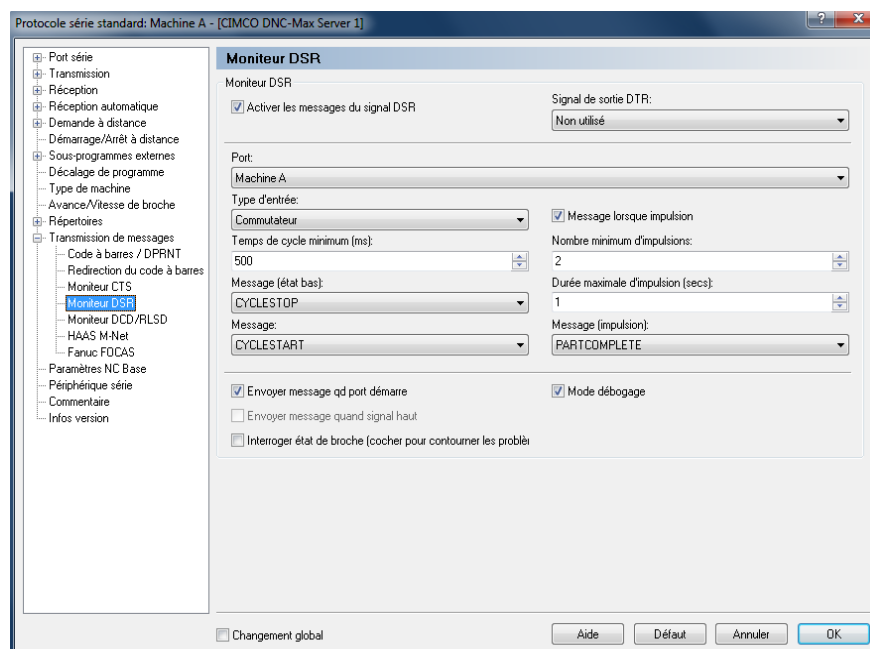 Protocole série standard: Machine A - [CIMCO DNC-Max Server 1]
Port série
Transmission
Réception
Réception automatique
Demande à distance
Démarrage/Arrêt à distance
Sous-programmes externes
Décalage de programme
Type de machine
Avance/Vitesse de broche
Répertoires
Transmission de messages
Code à barres / DPRNT
Redirection du code à barres
Moniteur CTS
Moniteur DSR
Moniteur DCD/RLSD
HAAS M-Net
Fanuc FOCAS
Paramètres NC Base
Périphérique série
Commentaire
Infos version
Moniteur DSR
Moniteur DSR
Activer les messages du signal DSR
Signal de sortie DTR:
Non utilisé
Port:
Machine A
Type d'entrée:
Commutateur
Message lorsque impulsion
Temps de cycle minimum (ms):
Nombre minimum d'impulsions:
500
2
Message (état bas):
Durée maximale d'impulsion (secs):
CYCLESTOP
1
Message:
Message (impulsion):
CYCLESTART
PARTCOMPLETE
Envoyer message qd port démarre
Mode débogage
Envoyer message quand signal haut
Interroger état de broche (cocher pour contourner les problèr
Changement global
Aide
Défaut
Annuler
OK